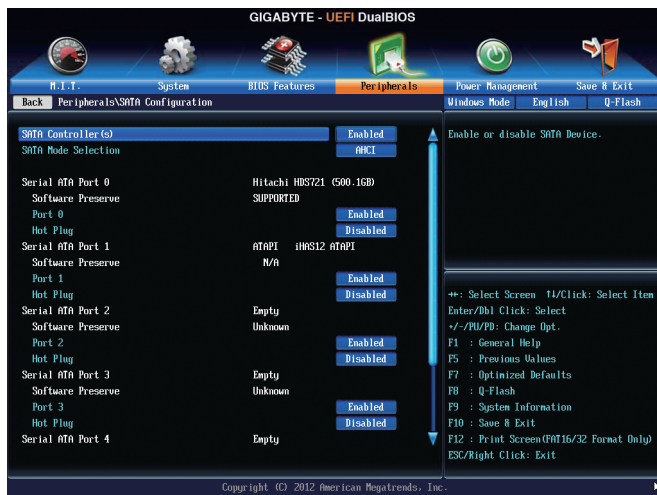 GIGABYTE - UEFI DualBIOS
M.I.T.
System
BIOS Features
Peripherals
Power Management
Save & Exit
Back Peripherals\SATA Configuration
Windows Mode English Q-Flash
SATA Controller(s) Enabled
SATA Mode Selection AHCI
Serial ATA Port 0 Hitachi HDS721 (500.1GB)
Software Preserve SUPPORTED
Port 0 Enabled
Hot Plug Disabled
Serial ATA Port 1 ATAPI iHAS12 ATAPI
Software Preserve N/A
Port 1 Enabled
Hot Plug Disabled
Serial ATA Port 2 Empty
Software Preserve Unknown
Port 2 Enabled
Hot Plug Disabled
Serial ATA Port 3 Empty
Software Preserve Unknown
Port 3 Enabled
Hot Plug Disabled
Serial ATA Port 4 Empty
Enable or disable SATA Device.
→←: Select Screen ↑↓/Click: Select Item
Enter/Dbl Click: Select
+/-/PU/PD: Change Opt.
F1 : General Help
F5 : Previous Values
F7 : Optimized Defaults
F8 : Q-Flash
F9 : System Information
F10 : Save & Exit
F12 : Print Screen(FAT16/32 Format Only)
ESC/Right Click: Exit
Copyright (C) 2012 American Megatrends, Inc.